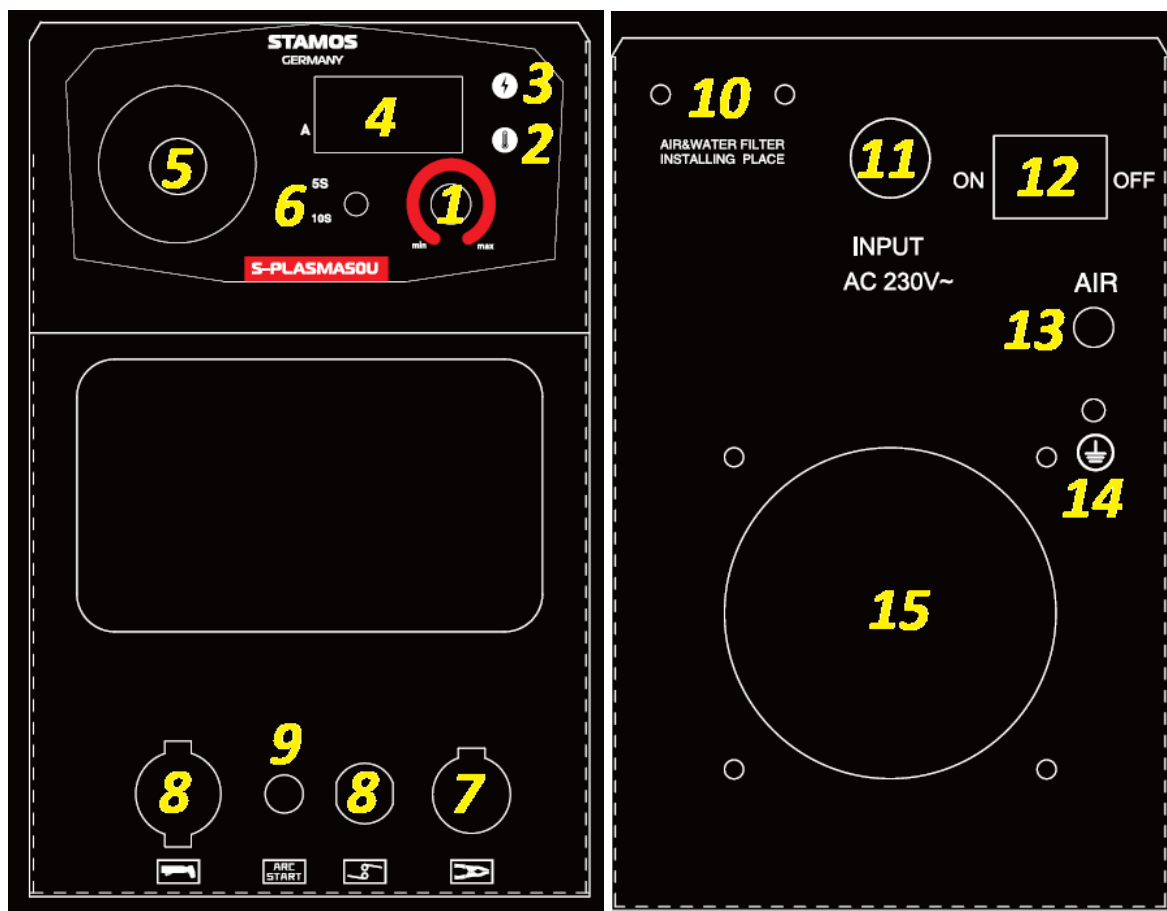 STAMOS
GERMANY
3
A
4
2
5
5S
6
10S
1
min
max
S-PLASMA50U
9
8
8
7
ARC
START
10
AIR&WATER FILTER
INSTALLING PLACE
11
ON
12
OFF
INPUT
AC 230V~
AIR
13
14
15